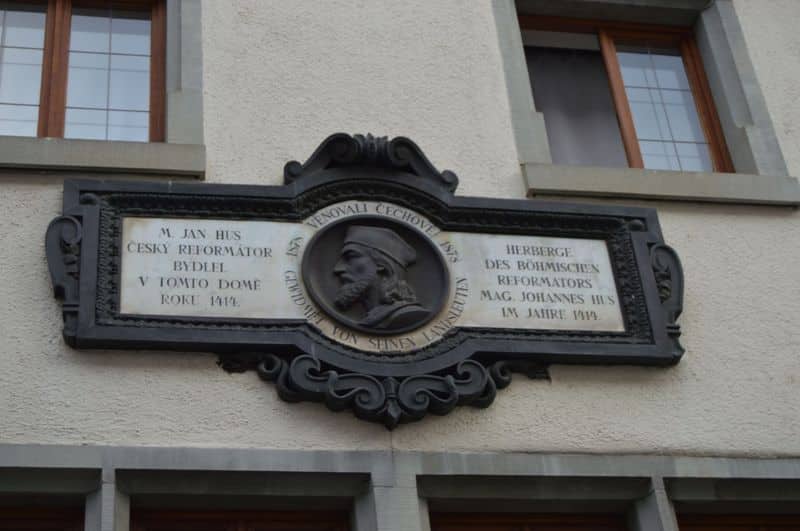 M. JAN HUS
ČESKÝ REFORMÁTOR
BYDLEL
V TOMTO DOMĚ
ROKU 1414.
1878 VĚNOVALI ČECHOVÉ 1878
GEWIDMET VON SEINEN LANDSLEUTEN
HERBERGE
DES BÖHMISCHEN
REFORMATORS
MAG. JOHANNES HUS
IM JAHRE 1414.